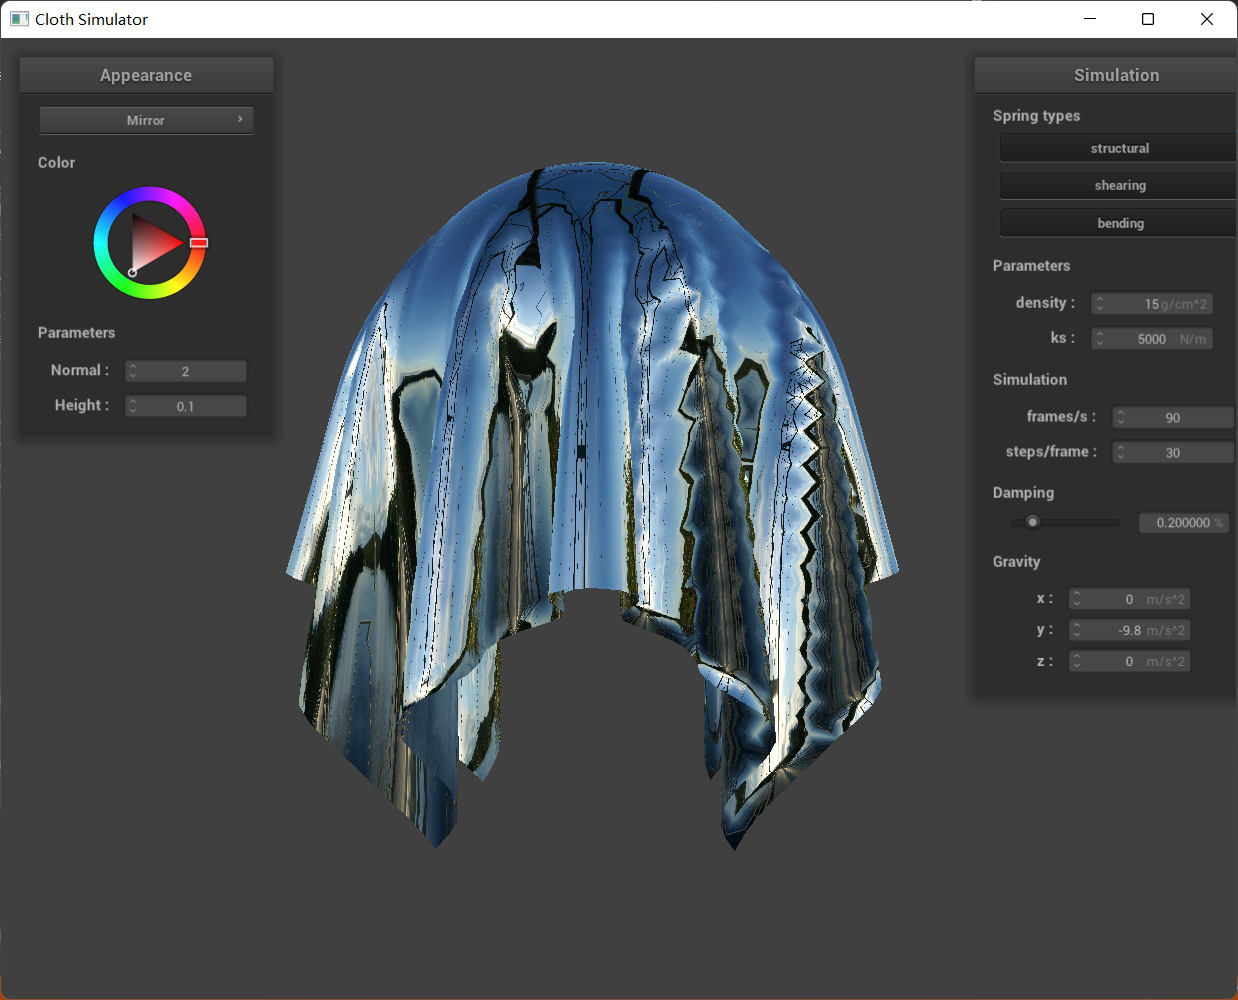 Cloth Simulator
Appearance
Mirror
Color
Parameters
Normal : 2
Height : 0.1
Simulation
Spring types
structural
shearing
bending
Parameters
density : 15 g/cm^2
ks : 5000 N/m
Simulation
frames/s : 90
steps/frame : 30
Damping
0.200000 %
Gravity
x : 0 m/s^2
y : -9.8 m/s^2
z : 0 m/s^2